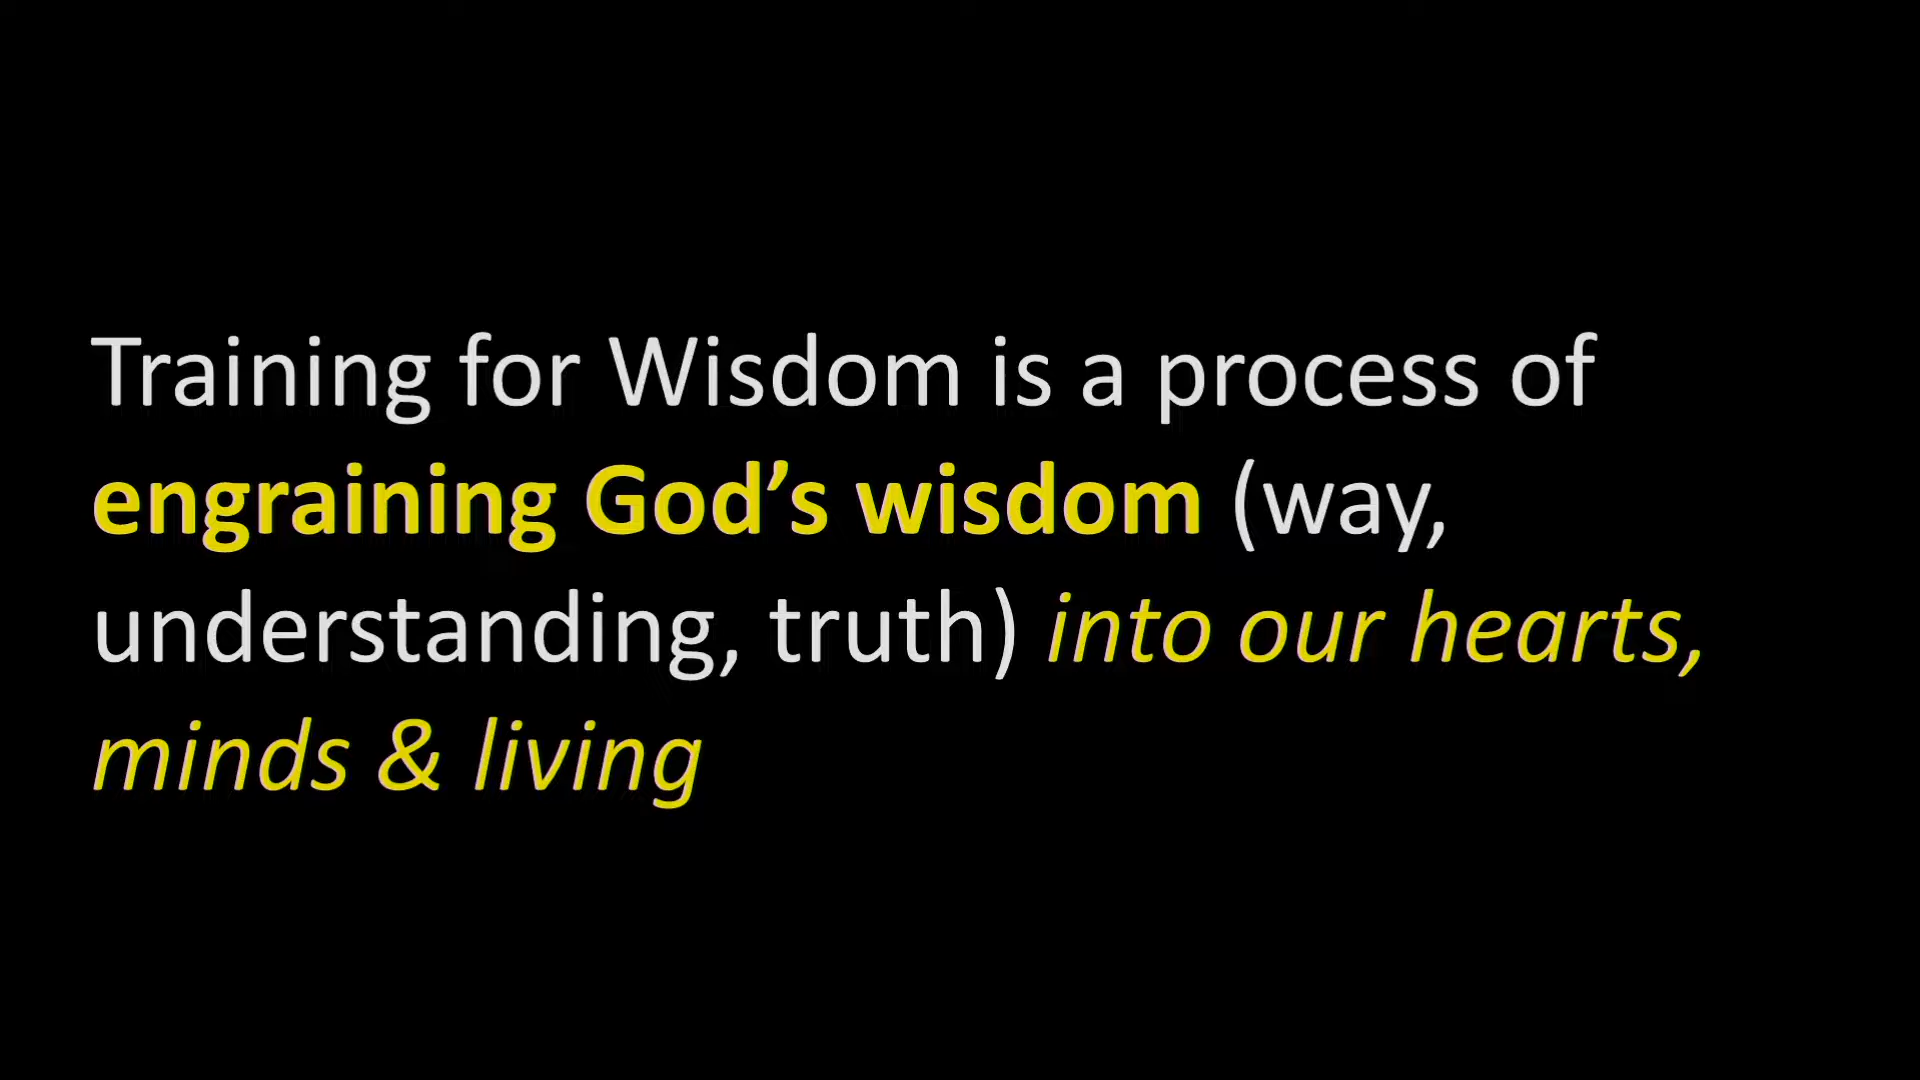 Training for Wisdom is a process of
engraining God’s wisdom (way,
understanding, truth) into our hearts,
minds & living